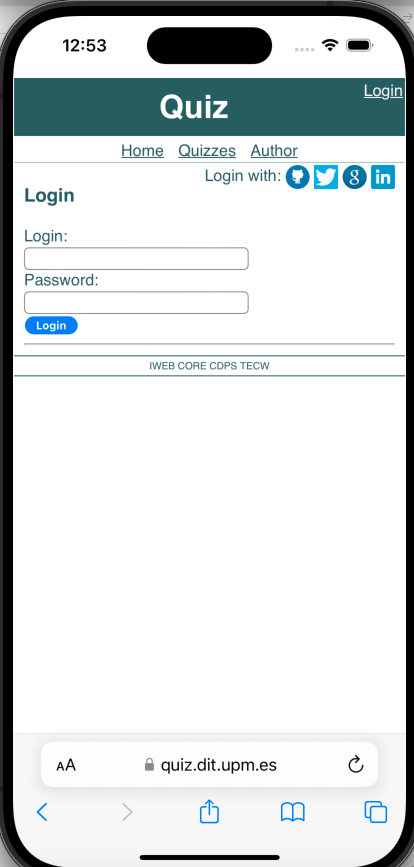 12:53
Login
Quiz
Home Quizzes Author
Login with: g in
Login
Login:
Password:
Login
IWEB CORE CDPS TECW
AA quiz.dit.upm.es